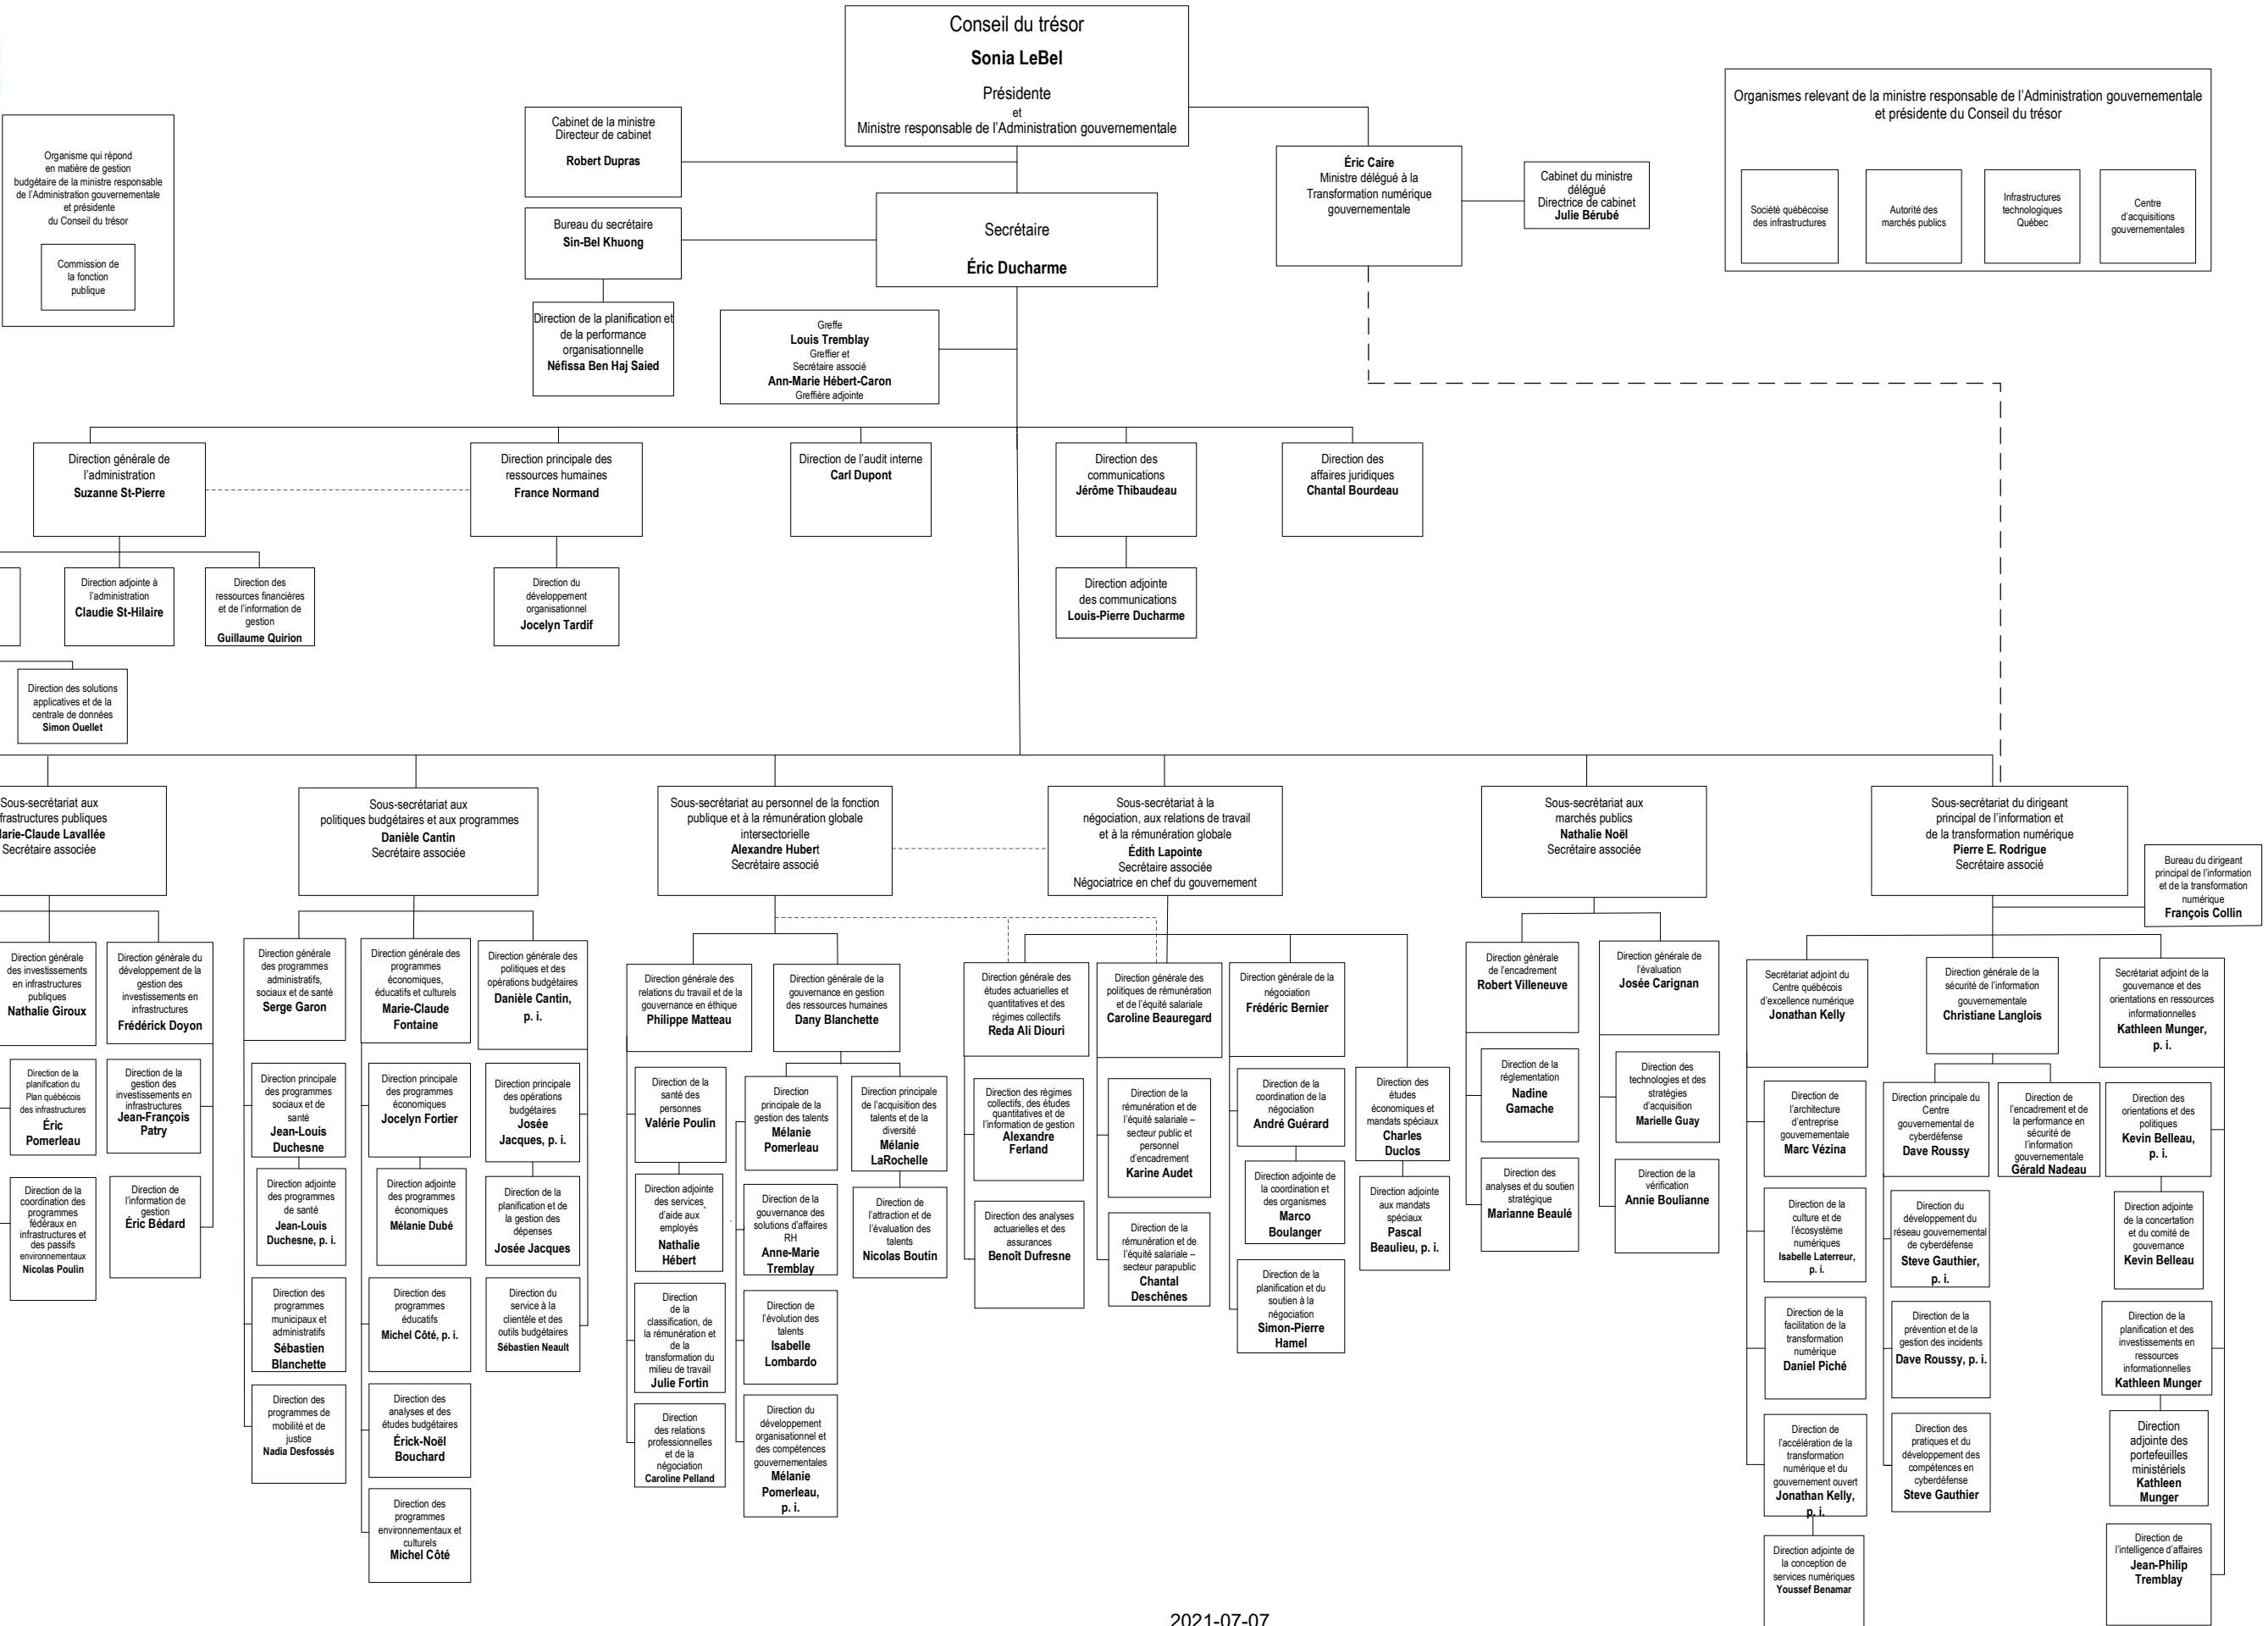 Conseil du trésor
Sonia LeBel
Présidente
et
Ministre responsable de l'Administration gouvernementale
Cabinet de la ministre
Directeur de cabinet
Robert Dupras
Organismes relevant de la ministre responsable de l'Administration gouvernementale
et présidente du Conseil du trésor
Société québécoise
des infrastructures
Autorité des
marchés publics
Infrastructures
technologiques
Québec
Centre
d'acquisitions
gouvernementales
Organisme qui répond
en matière de gestion
budgétaire de la ministre responsable
de l'Administration gouvernementale
et présidente
du Conseil du trésor
Commission de
la fonction
publique
Éric Caire
Ministre délégué à la
Transformation numérique
gouvernementale
Cabinet du ministre
délégué
Directrice de cabinet
Julie Bérubé
Bureau du secrétaire
Sin-Bel Khuong
Secrétaire
Éric Ducharme
Direction de la planification et
de la performance
organisationnelle
Néfissa Ben Haj Saied
Greffe
Louis Tremblay
Greffier et
Secrétaire associé
Ann-Marie Hébert-Caron
Greffière adjointe
Direction générale de
l'administration
Suzanne St-Pierre
Direction principale des
ressources humaines
France Normand
Direction de l'audit interne
Carl Dupont
Direction des
communications
Jérôme Thibaudeau
Direction des
affaires juridiques
Chantal Bourdeau
Direction adjointe à
l'administration
Claudie St-Hilaire
Direction des
ressources financières
et de l'information de
gestion
Guillaume Quirion
Direction du
développement
organisationnel
Jocelyn Tardif
Direction adjointe
des communications
Louis-Pierre Ducharme
Direction des solutions
applicatives et de la
centrale de données
Simon Ouellet
Sous-secrétariat aux
frastructures publiques
arie-Claude Lavallée
Secrétaire associée
Sous-secrétariat aux
politiques budgétaires et aux programmes
Danièle Cantin
Secrétaire associée
Sous-secrétariat au personnel de la fonction
publique et à la rémunération globale
intersectorielle
Alexandre Hubert
Secrétaire associé
Sous-secrétariat à la
négociation, aux relations de travail
et à la rémunération globale
Édith Lapointe
Secrétaire associée
Négociatrice en chef du gouvernement
Sous-secrétariat aux
marchés publics
Nathalie Noël
Secrétaire associée
Sous-secrétariat du dirigeant
principal de l'information et
de la transformation numérique
Pierre E. Rodrigue
Secrétaire associé
Bureau du dirigeant
principal de l'information
et de la transformation
numérique
François Collin
Direction générale
des investissements
en infrastructures
publiques
Nathalie Giroux
Direction générale du
développement de la
gestion des
investissements en
infrastructures
Frédérick Doyon
Direction de la
planification du
Plan québécois
des infrastructures
Éric
Pomerleau
Direction de la
gestion des
investissements en
infrastructures
Jean-François
Patry
Direction de la
coordination des
programmes
fédéraux en
infrastructures et
des passifs
environnementaux
Nicolas Poulin
Direction de
l'information de
gestion
Éric Bédard
Direction générale
des programmes
administratifs,
sociaux et de santé
Serge Garon
Direction générale des
programmes
économiques,
éducatifs et culturels
Marie-Claude
Fontaine
Direction générale des
politiques et des
opérations budgétaires
Danièle Cantin,
p. i.
Direction principale
des programmes
sociaux et de
santé
Jean-Louis
Duchesne
Direction principale
des programmes
économiques
Jocelyn Fortier
Direction principale
des opérations
budgétaires
Josée
Jacques, p. i.
Direction adjointe
des programmes
de santé
Jean-Louis
Duchesne, p. i.
Direction adjointe
des programmes
économiques
Mélanie Dubé
Direction de la
planification et de
la gestion des
dépenses
Josée Jacques
Direction des
programmes
municipaux et
administratifs
Sébastien
Blanchette
Direction des
programmes
éducatifs
Michel Côté, p. i.
Direction du
service à la
clientèle et des
outils budgétaires
Sébastien Neault
Direction des
programmes de
mobilité et de
justice
Nadia Desfossés
Direction des
analyses et des
études budgétaires
Érick-Noël
Bouchard
Direction des
programmes
environnementaux et
culturels
Michel Côté
Direction générale des
relations du travail et de la
gouvernance en éthique
Philippe Matteau
Direction générale de la
gouvernance en gestion
des ressources humaines
Dany Blanchette
Direction de la
santé des
personnes
Valérie Poulin
Direction
principale de la
gestion des talents
Mélanie
Pomerleau
Direction principale
de l'acquisition des
talents et de la
diversité
Mélanie
LaRochelle
Direction adjointe
des services
d'aide aux
employés
Nathalie
Hébert
Direction de la
gouvernance des
solutions d'affaires
RH
Anne-Marie
Tremblay
Direction de
l'attraction et de
l'évaluation des
talents
Nicolas Boutin
Direction
de la
classification, de
la rémunération et
de la
transformation du
milieu de travail
Julie Fortin
Direction de
l'évolution des
talents
Isabelle
Lombardo
Direction
des relations
professionnelles
et de la
négociation
Caroline Pelland
Direction du
développement
organisationnel et
des compétences
gouvernementales
Mélanie
Pomerleau,
p. i.
Direction générale des
études actuarielles et
quantitatives et des
régimes collectifs
Reda Ali Diouri
Direction générale des
politiques de rémunération
et de l'équité salariale
Caroline Beauregard
Direction générale de la
négociation
Frédéric Bernier
Direction des régimes
collectifs, des études
quantitatives et de
l'information de gestion
Alexandre
Ferland
Direction de la
rémunération et de
l'équité salariale –
secteur public et
personnel
d'encadrement
Karine Audet
Direction de la
coordination de la
négociation
André Guérard
Direction des
études
économiques et
mandats spéciaux
Charles
Duclos
Direction des analyses
actuarielles et des
assurances
Benoît Dufresne
Direction de la
rémunération et de
l'équité salariale –
secteur parapublic
Chantal
Deschênes
Direction adjointe de
la coordination et
des organismes
Marco
Boulanger
Direction adjointe
aux mandats
spéciaux
Pascal
Beaulieu, p. i.
Direction de la
planification et du
soutien à la
négociation
Simon-Pierre
Hamel
Direction générale
de l'encadrement
Robert Villeneuve
Direction générale de
l'évaluation
Josée Carignan
Direction de la
réglementation
Nadine
Gamache
Direction des
technologies et des
stratégies
d'acquisition
Marielle Guay
Direction des
analyses et du soutien
stratégique
Marianne Beaulé
Direction de la
vérification
Annie Boulianne
Secrétariat adjoint du
Centre québécois
d'excellence numérique
Jonathan Kelly
Direction générale de la
sécurité de l'information
gouvernementale
Christiane Langlois
Secrétariat adjoint de la
gouvernance et des
orientations en ressources
informationnelles
Kathleen Munger,
p. i.
Direction de
l'architecture
d'entreprise
gouvernementale
Marc Vézina
Direction principale du
Centre
gouvernemental de
cyberdéfense
Dave Roussy
Direction de
l'encadrement et de
la performance en
sécurité de
l'information
gouvernementale
Gérald Nadeau
Direction des
orientations et des
politiques
Kevin Belleau,
p. i.
Direction de la
culture et de
l'écosystème
numériques
Isabelle Laterreur,
p. i.
Direction du
développement du
réseau gouvernemental
de cyberdéfense
Steve Gauthier,
p. i.
Direction adjointe
de la concertation
et du comité de
gouvernance
Kevin Belleau
Direction de la
facilitation de la
transformation
numérique
Daniel Piché
Direction de la
prévention et de la
gestion des incidents
Dave Roussy, p. i.
Direction de la
planification et des
investissements en
ressources
informationnelles
Kathleen Munger
Direction de
l'accélération de la
transformation
numérique et du
gouvernement ouvert
Jonathan Kelly,
p. i.
Direction des
pratiques et du
développement des
compétences en
cyberdéfense
Steve Gauthier
Direction
adjointe des
portefeuilles
ministériels
Kathleen
Munger
Direction adjointe de
la conception de
services numériques
Youssef Benamar
Direction de
l'intelligence d'affaires
Jean-Philip
Tremblay
2021-07-07